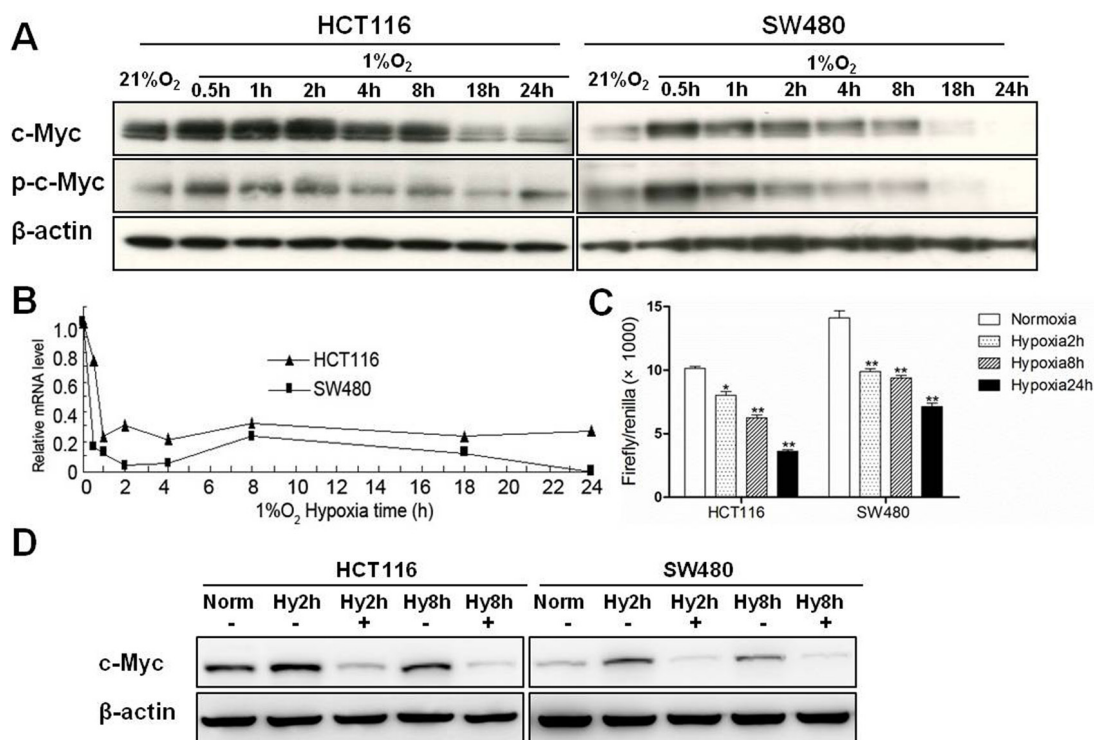 A
HCT116 SW480
21%O₂ 1%O₂ 21%O₂ 1%O₂
0.5h 1h 2h 4h 8h 18h 24h 0.5h 1h 2h 4h 8h 18h 24h
c-Myc
p-c-Myc
β-actin
B
Relative mRNA level
1.0
0.8
0.6
0.4
0.2
0
0 2 4 6 8 10 12 14 16 18 20 22 24
1%O₂ Hypoxia time (h)
HCT116
SW480
C
Firefly/renilla (× 1000)
15
10
5
0
* ** ** ** ** **
HCT116 SW480
Normoxia
Hypoxia2h
Hypoxia8h
Hypoxia24h
D
HCT116 SW480
Norm Hy2h Hy2h Hy8h Hy8h Norm Hy2h Hy2h Hy8h Hy8h
- - + - + - - + - +
c-Myc
β-actin